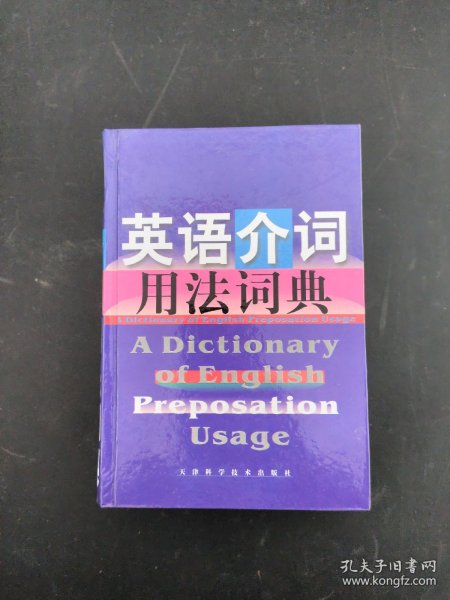 英语介词
用法词典
A Dictionary of English Preposation Usage
A Dictionary
of English
Preposation
Usage
天津科学技术出版社
孔夫子旧书网
www.kongfz.com